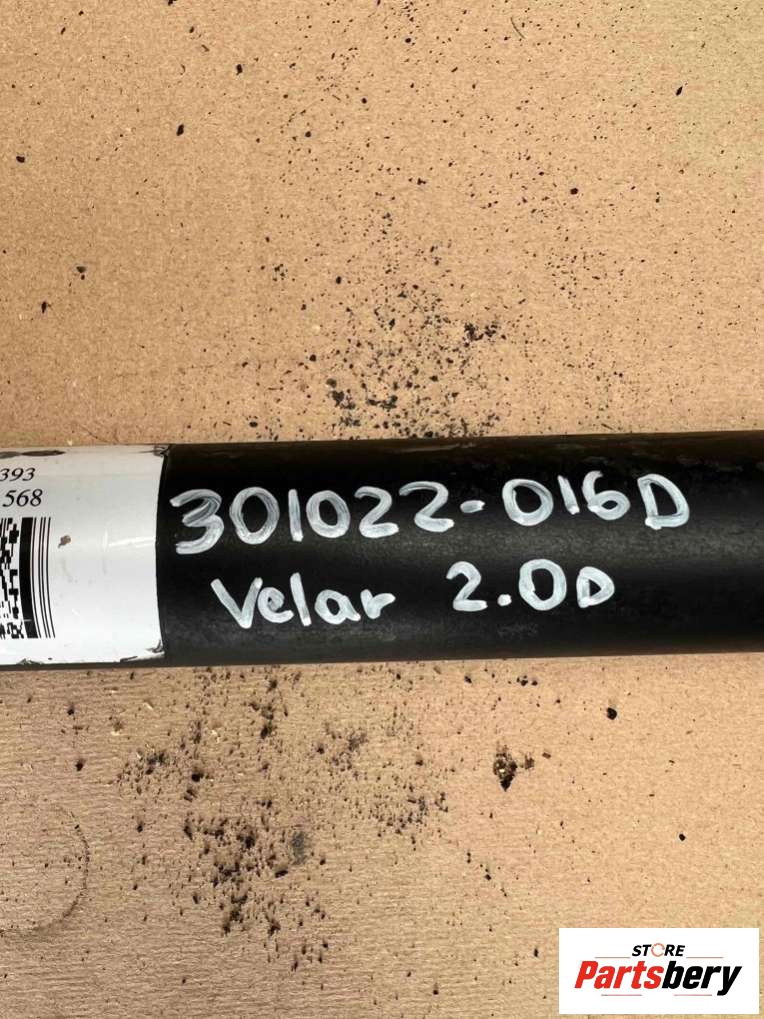 393
568
301022-016D
Velar 2.0D
STORE
Partsbery